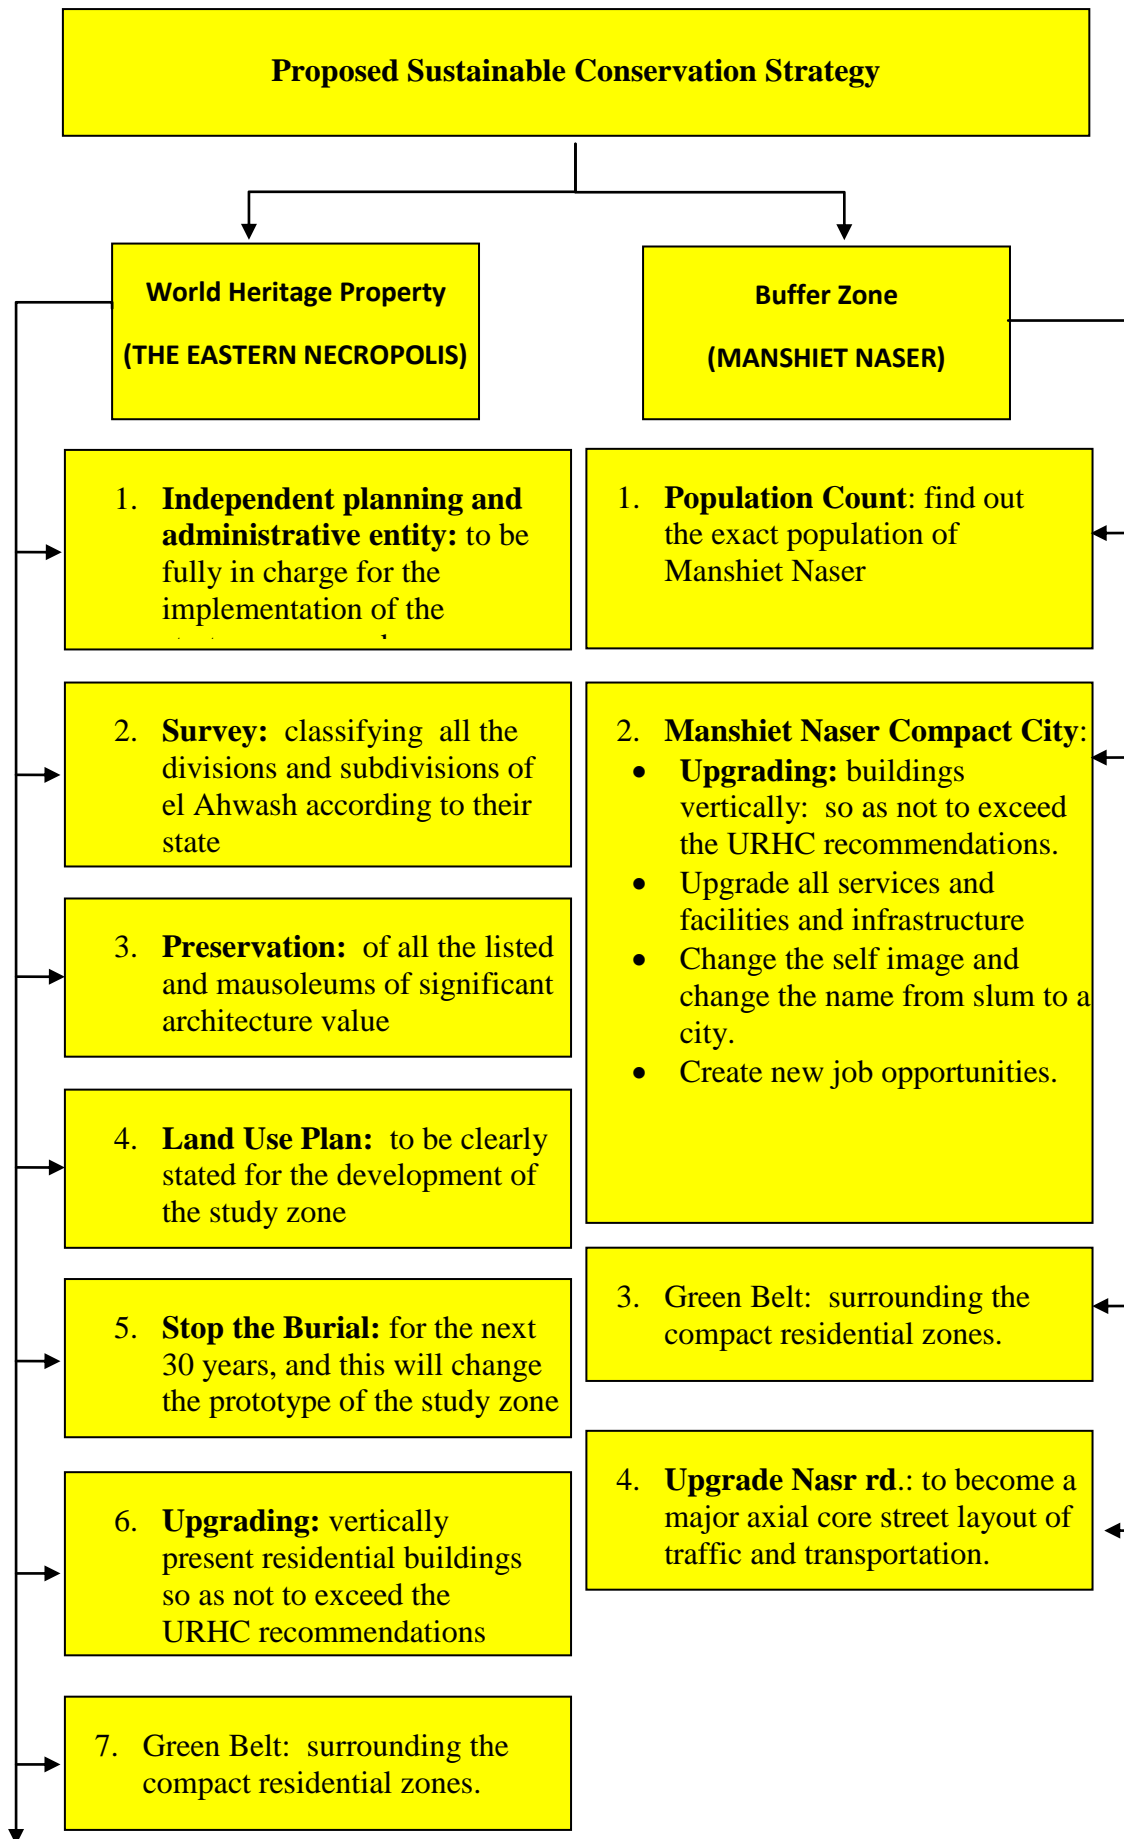 Proposed Sustainable Conservation Strategy
World Heritage Property
(THE EASTERN NECROPOLIS)
Buffer Zone
(MANSHIET NASER)
1. Independent planning and
administrative entity: to be
fully in charge for the
implementation of the
2. Survey: classifying all the
divisions and subdivisions of
el Ahwash according to their
state
3. Preservation: of all the listed
and mausoleums of significant
architecture value
4. Land Use Plan: to be clearly
stated for the development of
the study zone
5. Stop the Burial: for the next
30 years, and this will change
the prototype of the study zone
6. Upgrading: vertically
present residential buildings
so as not to exceed the
URHC recommendations
7. Green Belt: surrounding the
compact residential zones.
1. Population Count: find out
the exact population of
Manshiet Naser
2. Manshiet Naser Compact City:
• Upgrading: buildings
vertically: so as not to exceed
the URHC recommendations.
• Upgrade all services and
facilities and infrastructure
• Change the self image and
change the name from slum to a
city.
• Create new job opportunities.
3. Green Belt: surrounding the
compact residential zones.
4. Upgrade Nasr rd.: to become a
major axial core street layout of
traffic and transportation.